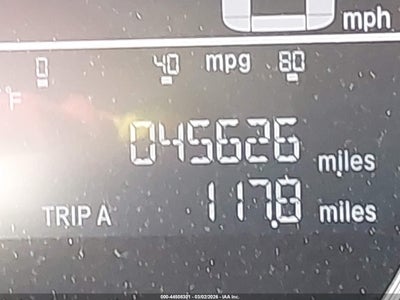 mph
0 40 mpg 80
°F
045626 miles
TRIP A 117.8 miles
000-44608301 - 03/02/2026 - IAA Inc.